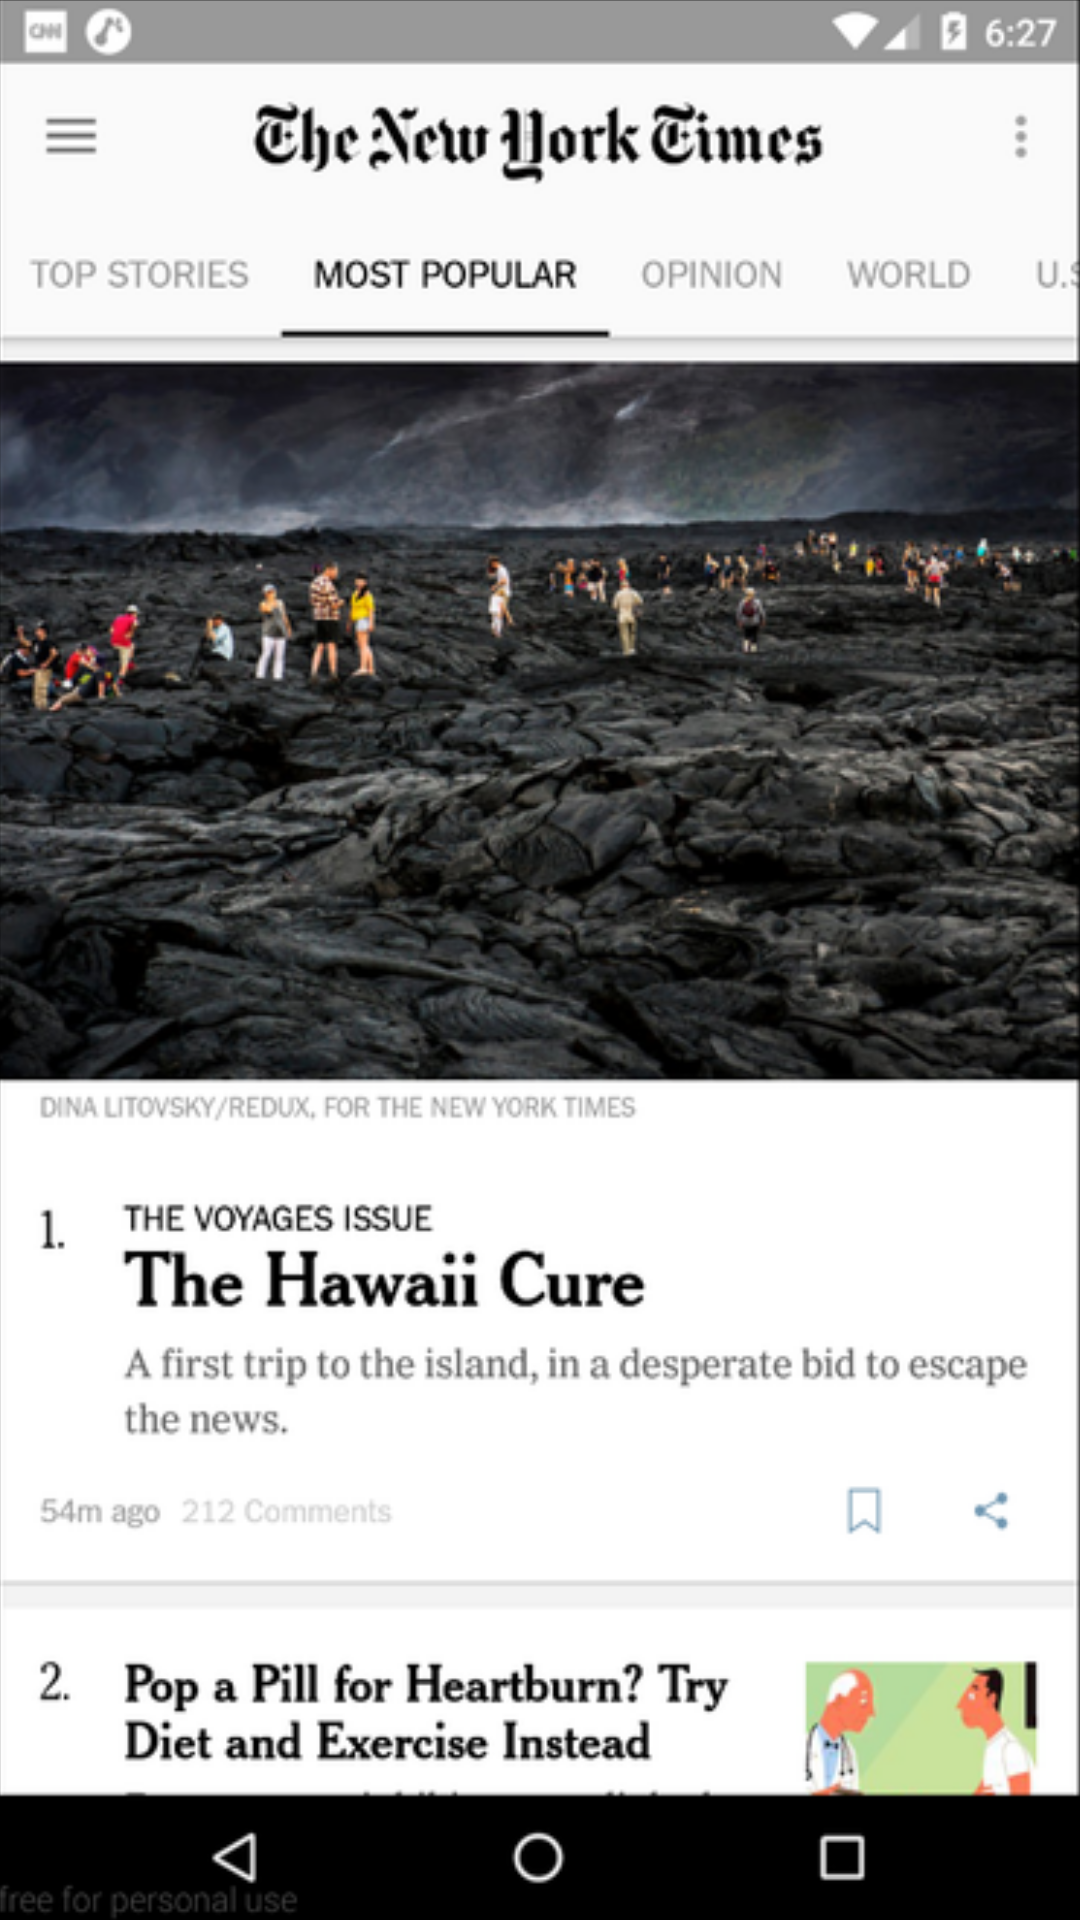 CNN
6:27
The New York Times
TOP STORIES
MOST POPULAR
OPINION
WORLD
U.S
DINA LITOVSKY/REDUX, FOR THE NEW YORK TIMES
1.
THE VOYAGES ISSUE
The Hawaii Cure
A first trip to the island, in a desperate bid to escape
the news.
54m ago
212 Comments
2.
Pop a Pill for Heartburn? Try
Diet and Exercise Instead
free for personal use